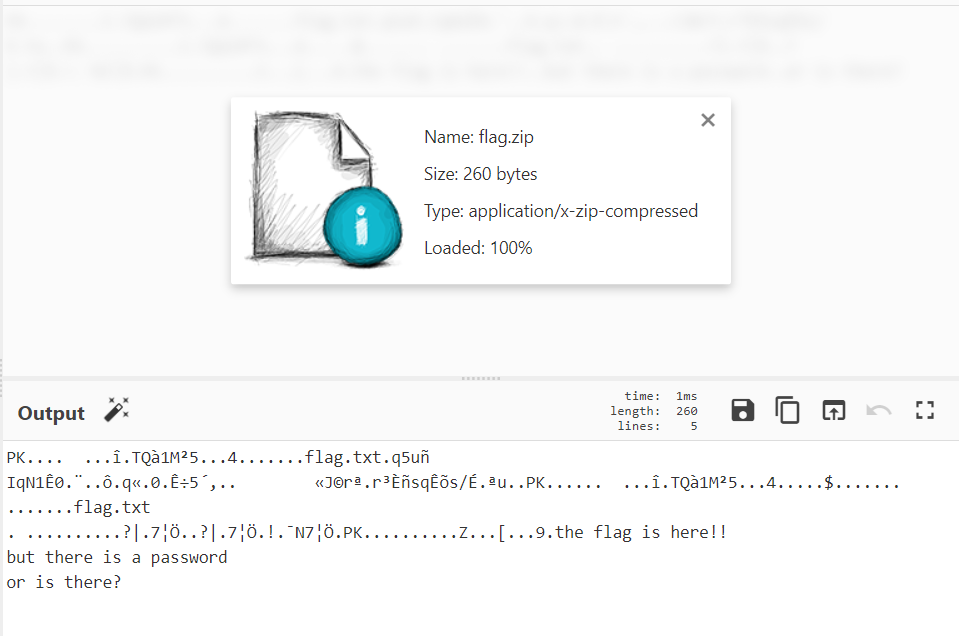 Name: flag.zip
Size: 260 bytes
Type: application/x-zip-compressed
Loaded: 100%
Output
time: 1ms
length: 260
lines: 5
PK.... ...î.TQà1M²5...4.......flag.txt.q5uñ
IqN1Ê0.¨..ô.q«.0.Ê÷5´,.. «J©rª.r³ÈñsqÊõs/É.ªu..PK...... ...î.TQà1M²5...4.....$.......
.......flag.txt
. ..........?|.7¦Ö..?|.7¦Ö.!.¯N7¦Ö.PK..........Z...[...9.the flag is here!!
but there is a password
or is there?